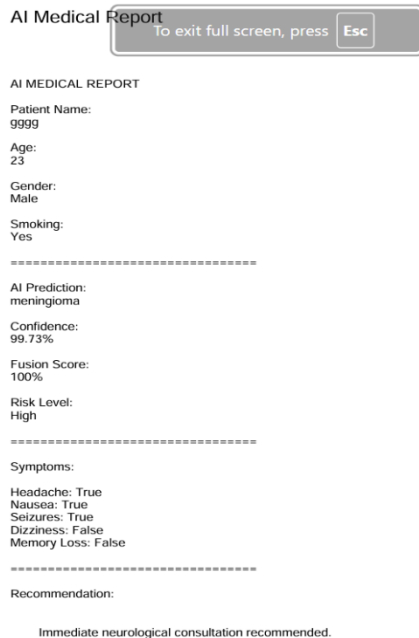 AI Medical Report
To exit full screen, press Esc
AI MEDICAL REPORT
Patient Name:
gggg
Age:
23
Gender:
Male
Smoking:
Yes
=================================
AI Prediction:
meningioma
Confidence:
99.73%
Fusion Score:
100%
Risk Level:
High
=================================
Symptoms:
Headache: True
Nausea: True
Seizures: True
Dizziness: False
Memory Loss: False
=================================
Recommendation:
Immediate neurological consultation recommended.